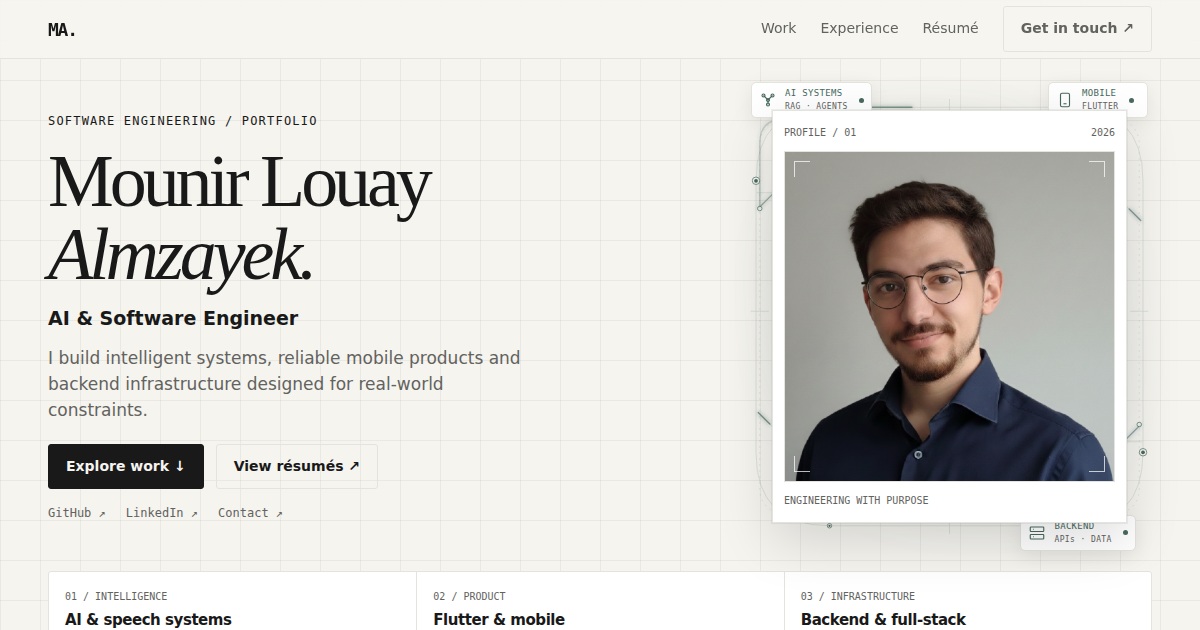 MA.
Work Experience Résumé Get in touch ↗
SOFTWARE ENGINEERING / PORTFOLIO
Mounir Louay
Almzayek.
AI & Software Engineer
I build intelligent systems, reliable mobile products and
backend infrastructure designed for real-world
constraints.
Explore work ↓ View résumés ↗
GitHub ↗ LinkedIn ↗ Contact ↗
AI SYSTEMS
RAG · AGENTS
MOBILE
FLUTTER
PROFILE / 01 2026
ENGINEERING WITH PURPOSE
BACKEND
APIs · DATA
01 / INTELLIGENCE
AI & speech systems
02 / PRODUCT
Flutter & mobile
03 / INFRASTRUCTURE
Backend & full-stack